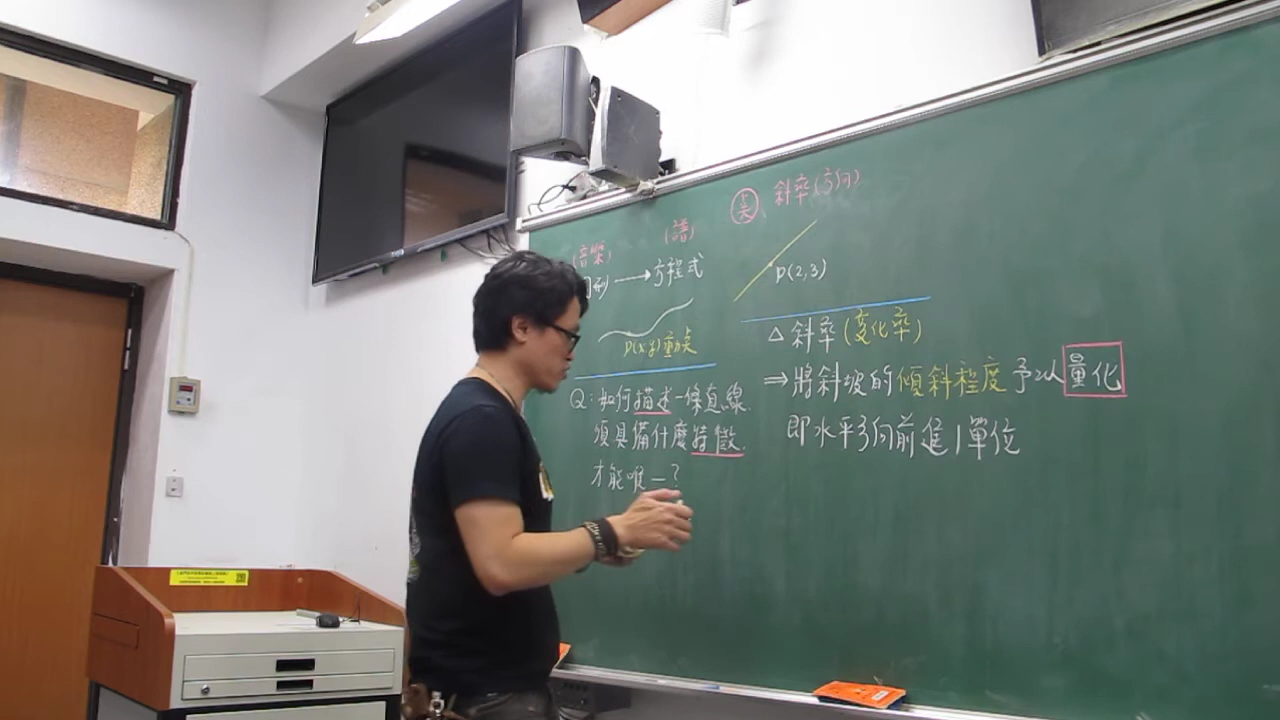 (音樂) (譜)
圖形 → 方程式
P(x,y) 動點
Q:如何描述一條直線
須具備什麼特徵.
才能唯一?
點、斜率(方向)
P(2,3)
△ 斜率(變化率)
⇒將斜坡的傾斜程度予以量化
即水平方向前進1單位